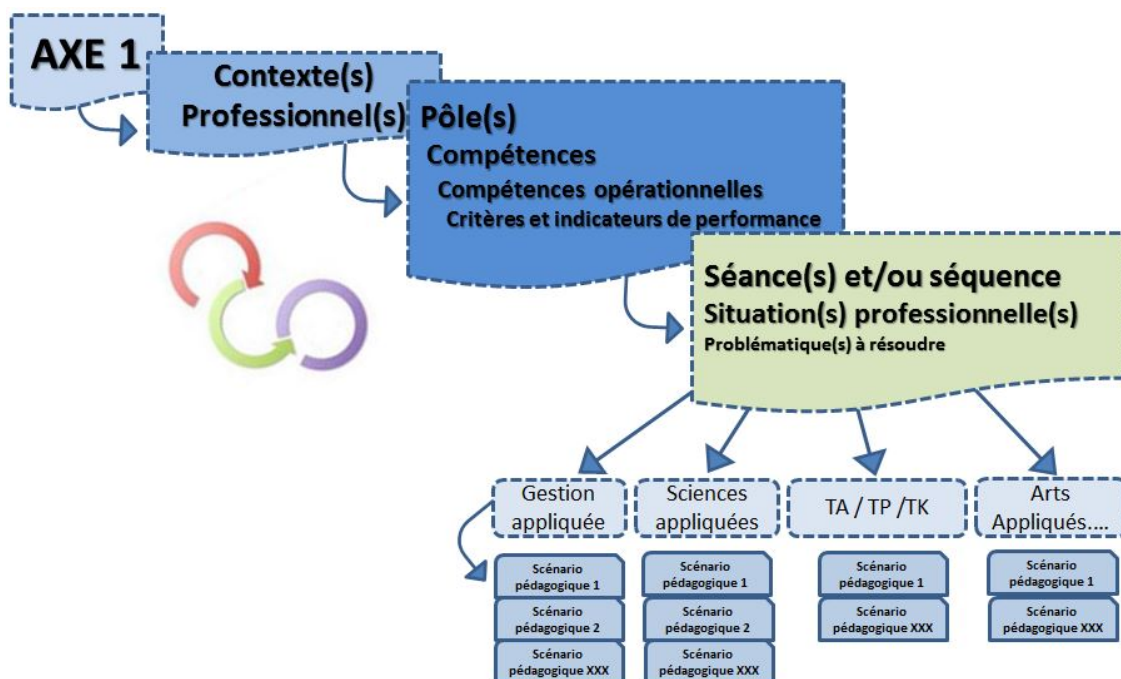 AXE 1
Contexte(s)
Professionnel(s)
Pôle(s)
Compétences
Compétences opérationnelles
Critères et indicateurs de performance
Séance(s) et/ou séquence
Situation(s) professionnelle(s)
Problématique(s) à résoudre
Gestion
appliquée
Scénario
pédagogique 1
Scénario
pédagogique 2
Scénario
pédagogique XXX
Sciences
appliquées
Scénario
pédagogique 1
Scénario
pédagogique 2
Scénario
pédagogique XXX
TA / TP /TK
Scénario
pédagogique 1
Scénario
pédagogique XXX
Arts
Appliqués....
Scénario
pédagogique 1
Scénario
pédagogique XXX